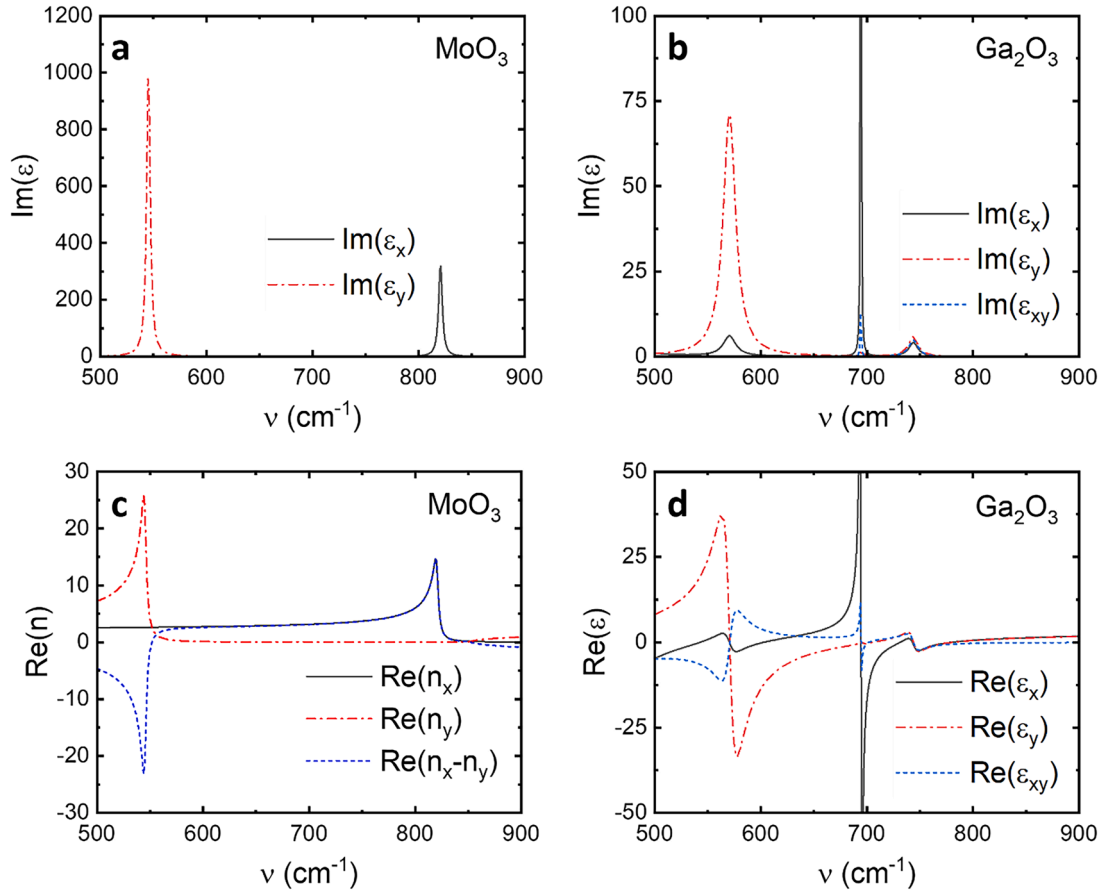 a
MoO3
1200
1000
800
600
400
200
0
Im(ε)
Im(εx)
Im(εy)
500 600 700 800 900
ν (cm-1)
b
Ga2O3
100
75
50
25
0
Im(ε)
Im(εx)
Im(εy)
Im(εxy)
500 600 700 800 900
ν (cm-1)
c
MoO3
30
20
10
0
-10
-20
-30
Re(n)
Re(nx)
Re(ny)
Re(nx-ny)
500 600 700 800 900
ν (cm-1)
d
Ga2O3
50
25
0
-25
-50
Re(ε)
Re(εx)
Re(εy)
Re(εxy)
500 600 700 800 900
ν (cm-1)